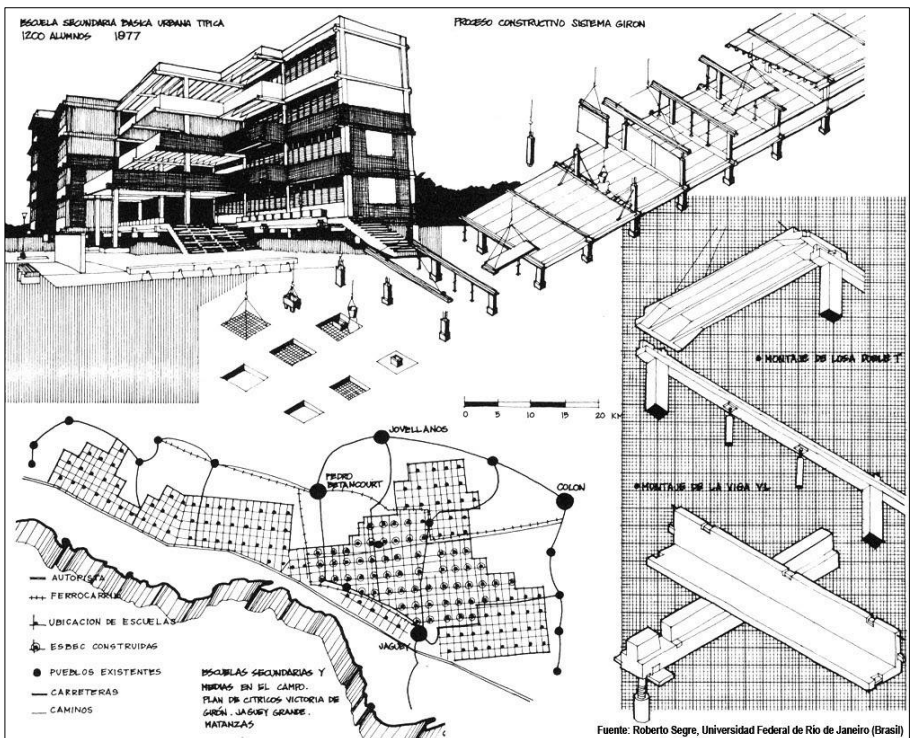 ESCUELA SECUNDARIA BASICA URBANA TIPICA
1200 ALUMNOS 1977
PROCESO CONSTRUCTIVO SISTEMA GIRON
MONTAJE DE LOSA DOBLE T
MONTAJE DE LA VIGA VL
0 5 10 15 20 KM
JOVELLANOS
PEDRO
BETANCOURT
COLON
JAGUEY
AUTOPISTA
FERROCARRIL
UBICACION DE ESCUELAS
ESBEC CONSTRUIDAS
PUEBLOS EXISTENTES
CARRETERAS
CAMINOS
ESCUELAS SECUNDARIAS Y
MEDIAS EN EL CAMPO.
PLAN DE CITRICOS VICTORIA DE
GIRÓN. JAGUEY GRANDE.
MATANZAS
Fuente: Roberto Segre, Universidad Federal de Rio de Janeiro (Brasil)